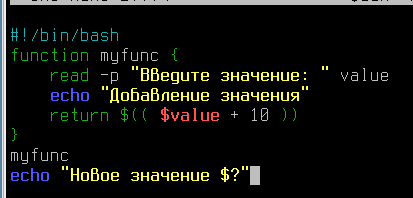 #!/bin/bash
function myfunc {
read -p "Введите значение: " value
echo "Добавление значения"
return $(( $value + 10 ))
}
myfunc
echo "Новое значение $?"